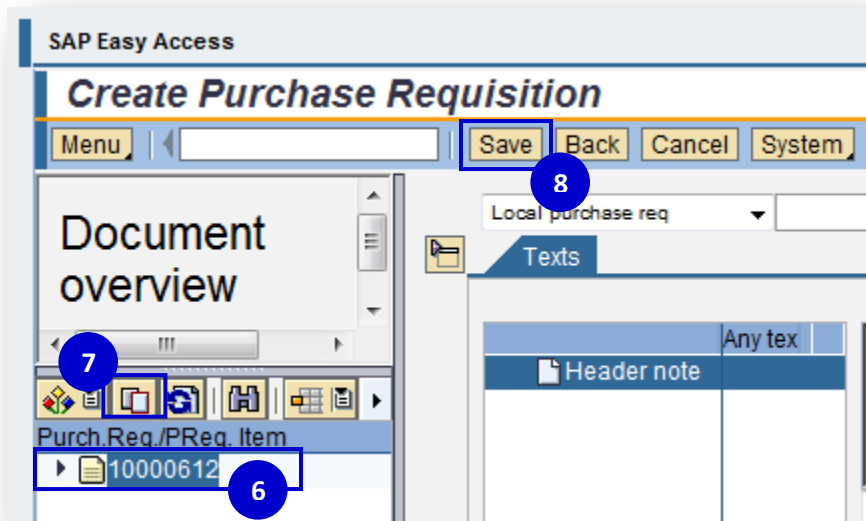 SAP Easy Access
Create Purchase Requisition
Menu Save Back Cancel System
8
Document
overview
Local purchase req
Texts
Any tex
Header note
7
Purch.Req./PReq. Item
10000612
6